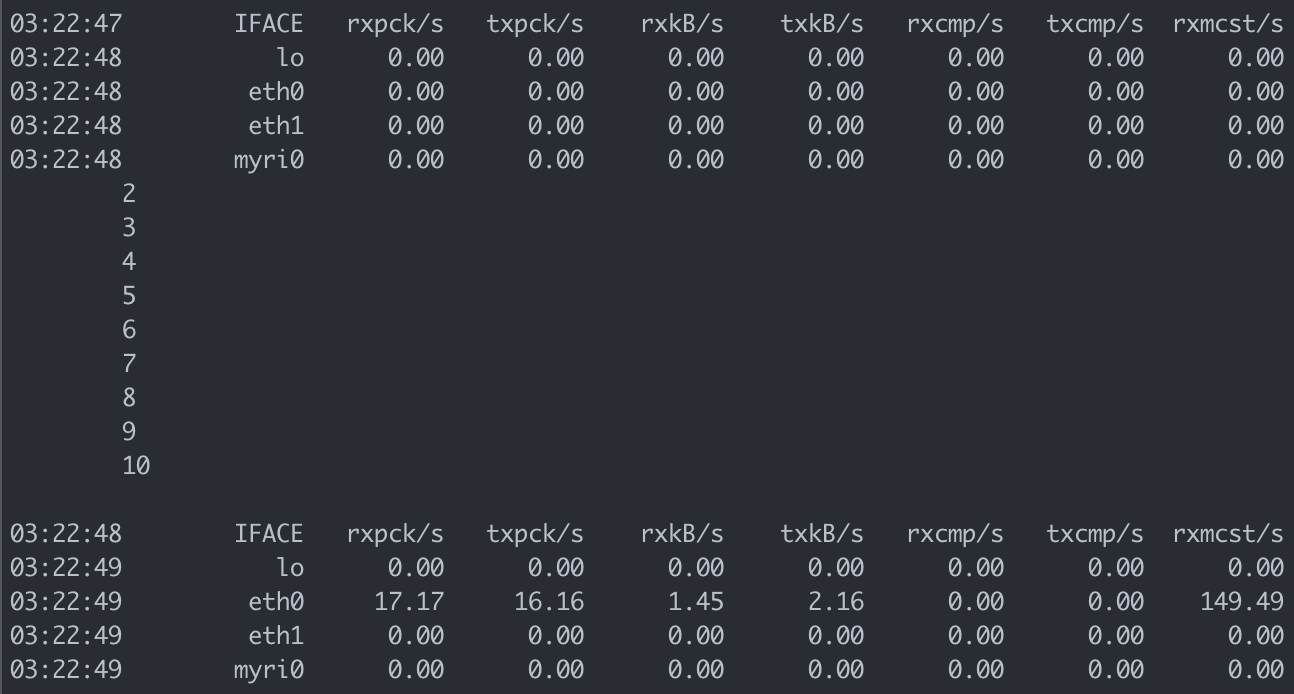 03:22:47 IFACE rxpck/s txpck/s rxkB/s txkB/s rxcmp/s txcmp/s rxmcst/s
03:22:48 lo 0.00 0.00 0.00 0.00 0.00 0.00 0.00
03:22:48 eth0 0.00 0.00 0.00 0.00 0.00 0.00 0.00
03:22:48 eth1 0.00 0.00 0.00 0.00 0.00 0.00 0.00
03:22:48 myri0 0.00 0.00 0.00 0.00 0.00 0.00 0.00
2
3
4
5
6
7
8
9
10
03:22:48 IFACE rxpck/s txpck/s rxkB/s txkB/s rxcmp/s txcmp/s rxmcst/s
03:22:49 lo 0.00 0.00 0.00 0.00 0.00 0.00 0.00
03:22:49 eth0 17.17 16.16 1.45 2.16 0.00 0.00 149.49
03:22:49 eth1 0.00 0.00 0.00 0.00 0.00 0.00 0.00
03:22:49 myri0 0.00 0.00 0.00 0.00 0.00 0.00 0.00